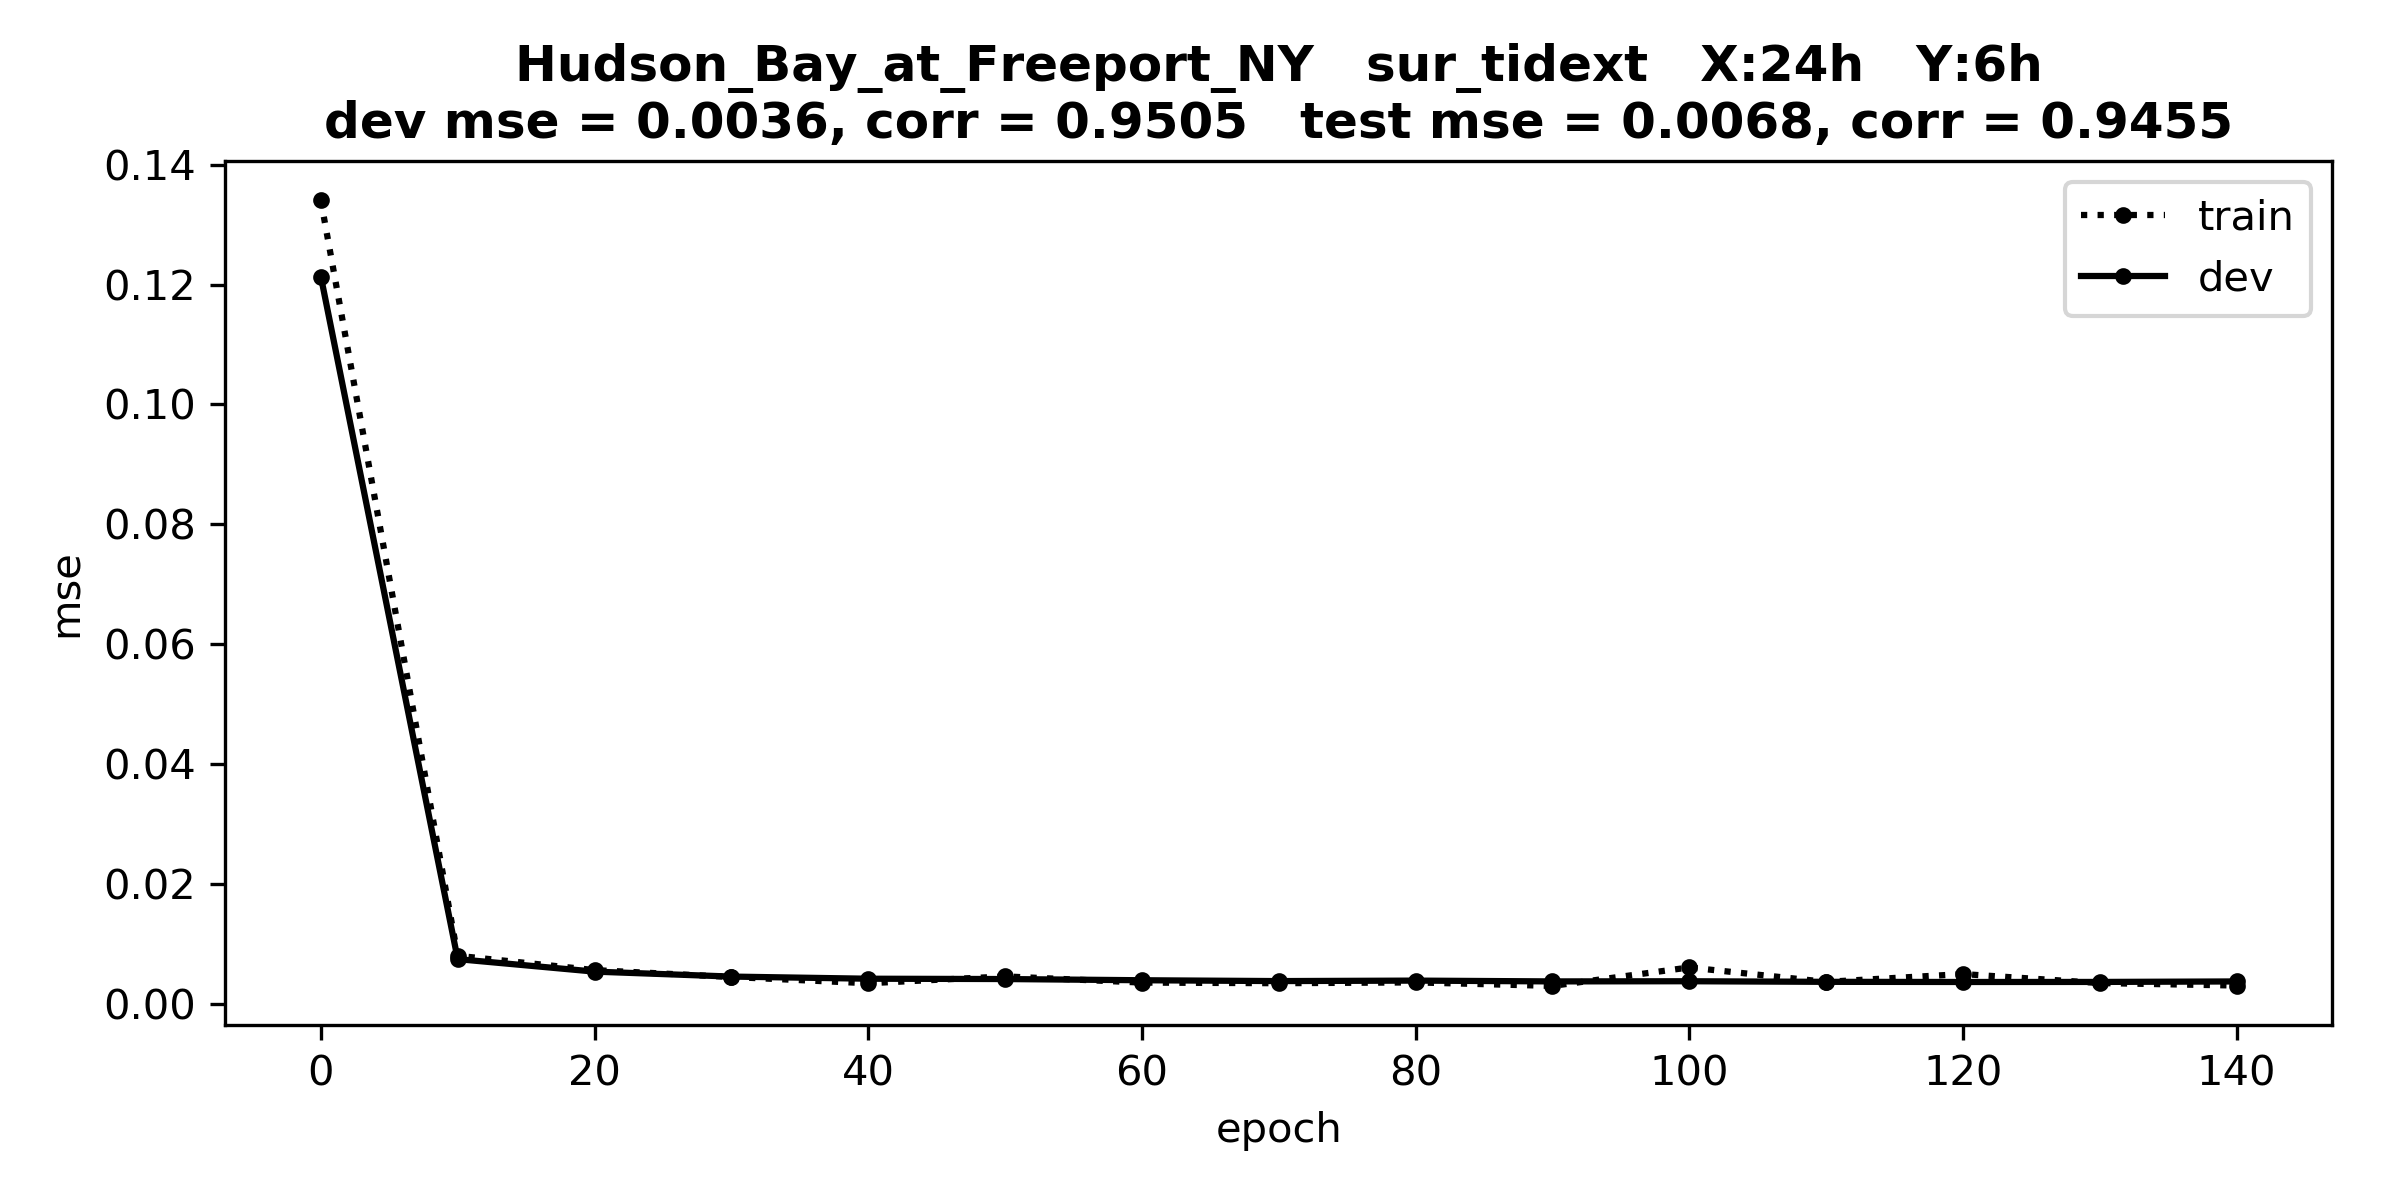 Hudson_Bay_at_Freeport_NY   sur_tidext   X:24h   Y:6h
dev mse = 0.0036, corr = 0.9505   test mse = 0.0068, corr = 0.9455
0.14
0.12
0.10
0.08
0.06
0.04
0.02
0.00
mse
train
dev
0 20 40 60 80 100 120 140
epoch